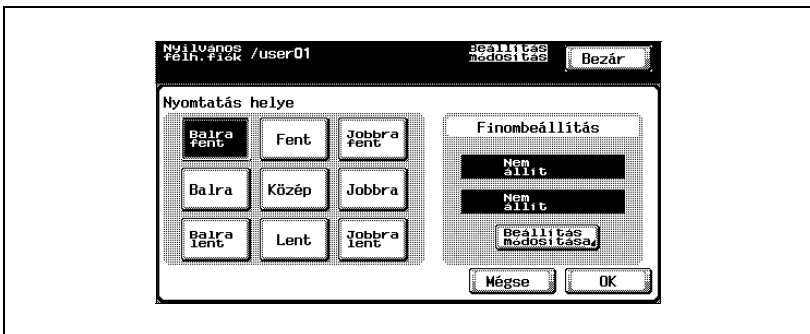 Nyilvános
félh.fiók /user01
Beállítás
módosítás
Bezár
Nyomtatás helye
Balra
fent
Fent
Jobbra
fent
Balra
Közép
Jobbra
Balra
lent
Lent
Jobbra
lent
Finombeállítás
Nem
állít
Nem
állít
Beállítás
módosítása
Mégse
OK